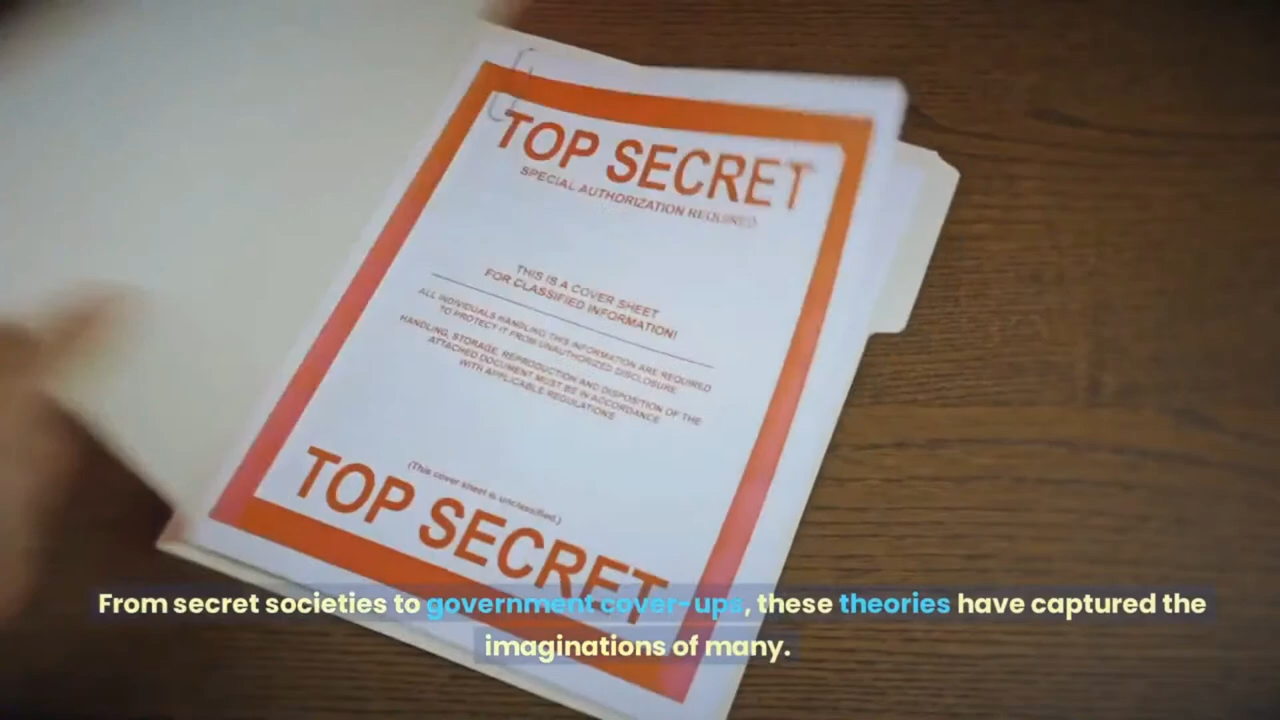 TOP SECRET
SPECIAL AUTHORIZATION REQUIRED
THIS IS A COVER SHEET
FOR CLASSIFIED INFORMATION!
ALL INDIVIDUALS HANDLING THIS INFORMATION ARE REQUIRED
TO PROTECT IT FROM UNAUTHORIZED DISCLOSURE
HANDLING, STORAGE, REPRODUCTION AND DISPOSITION OF THE
ATTACHED DOCUMENT MUST BE IN ACCORDANCE
WITH APPLICABLE REGULATIONS
(This cover sheet is unclassified.)
TOP SECRET
From secret societies to government cover-ups, these theories have captured the
imaginations of many.